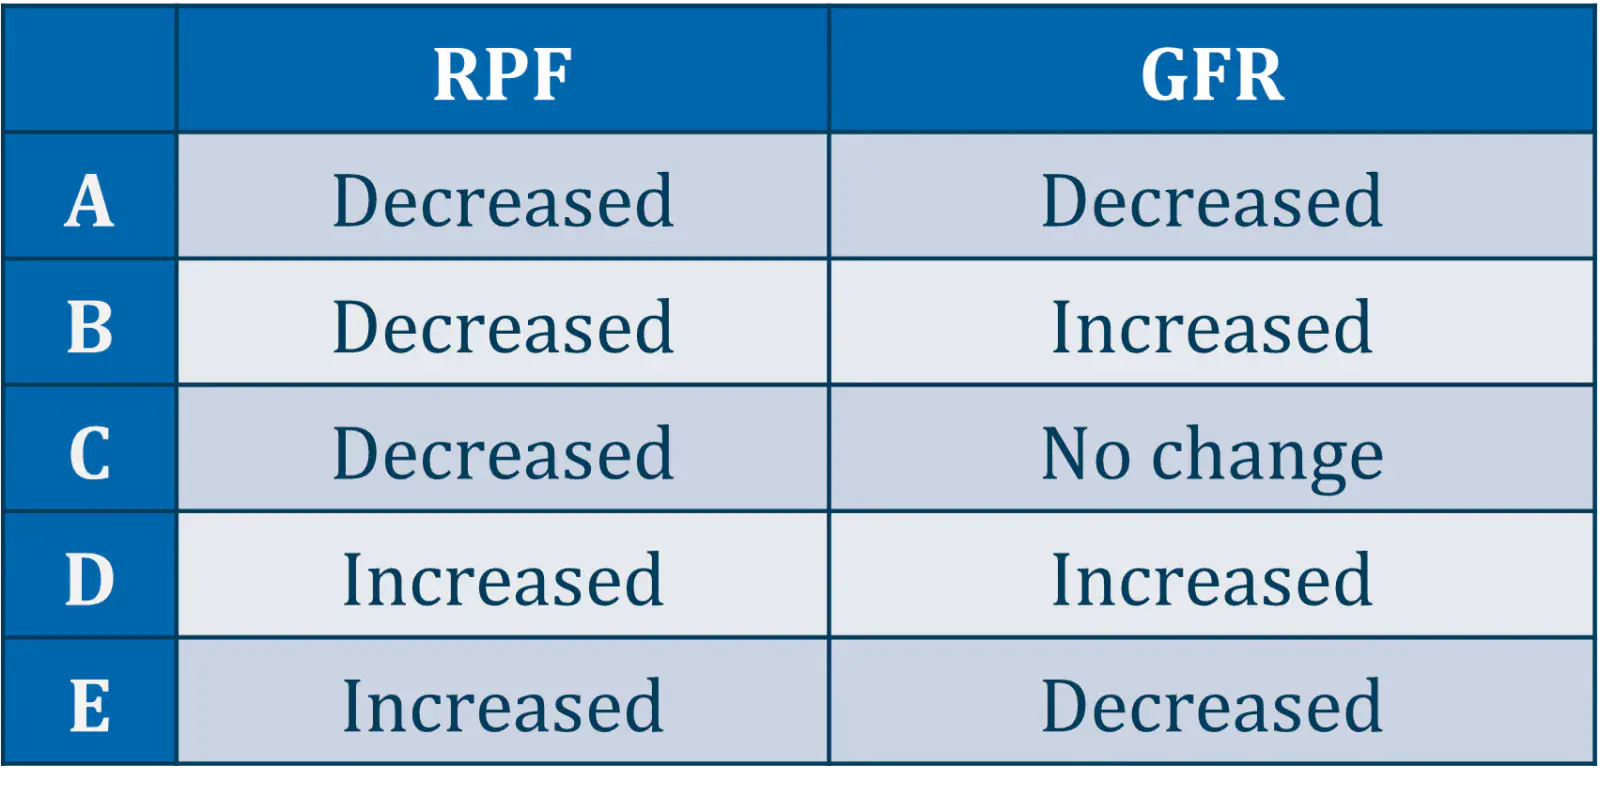 RPF GFR
A Decreased Decreased
B Decreased Increased
C Decreased No change
D Increased Increased
E Increased Decreased